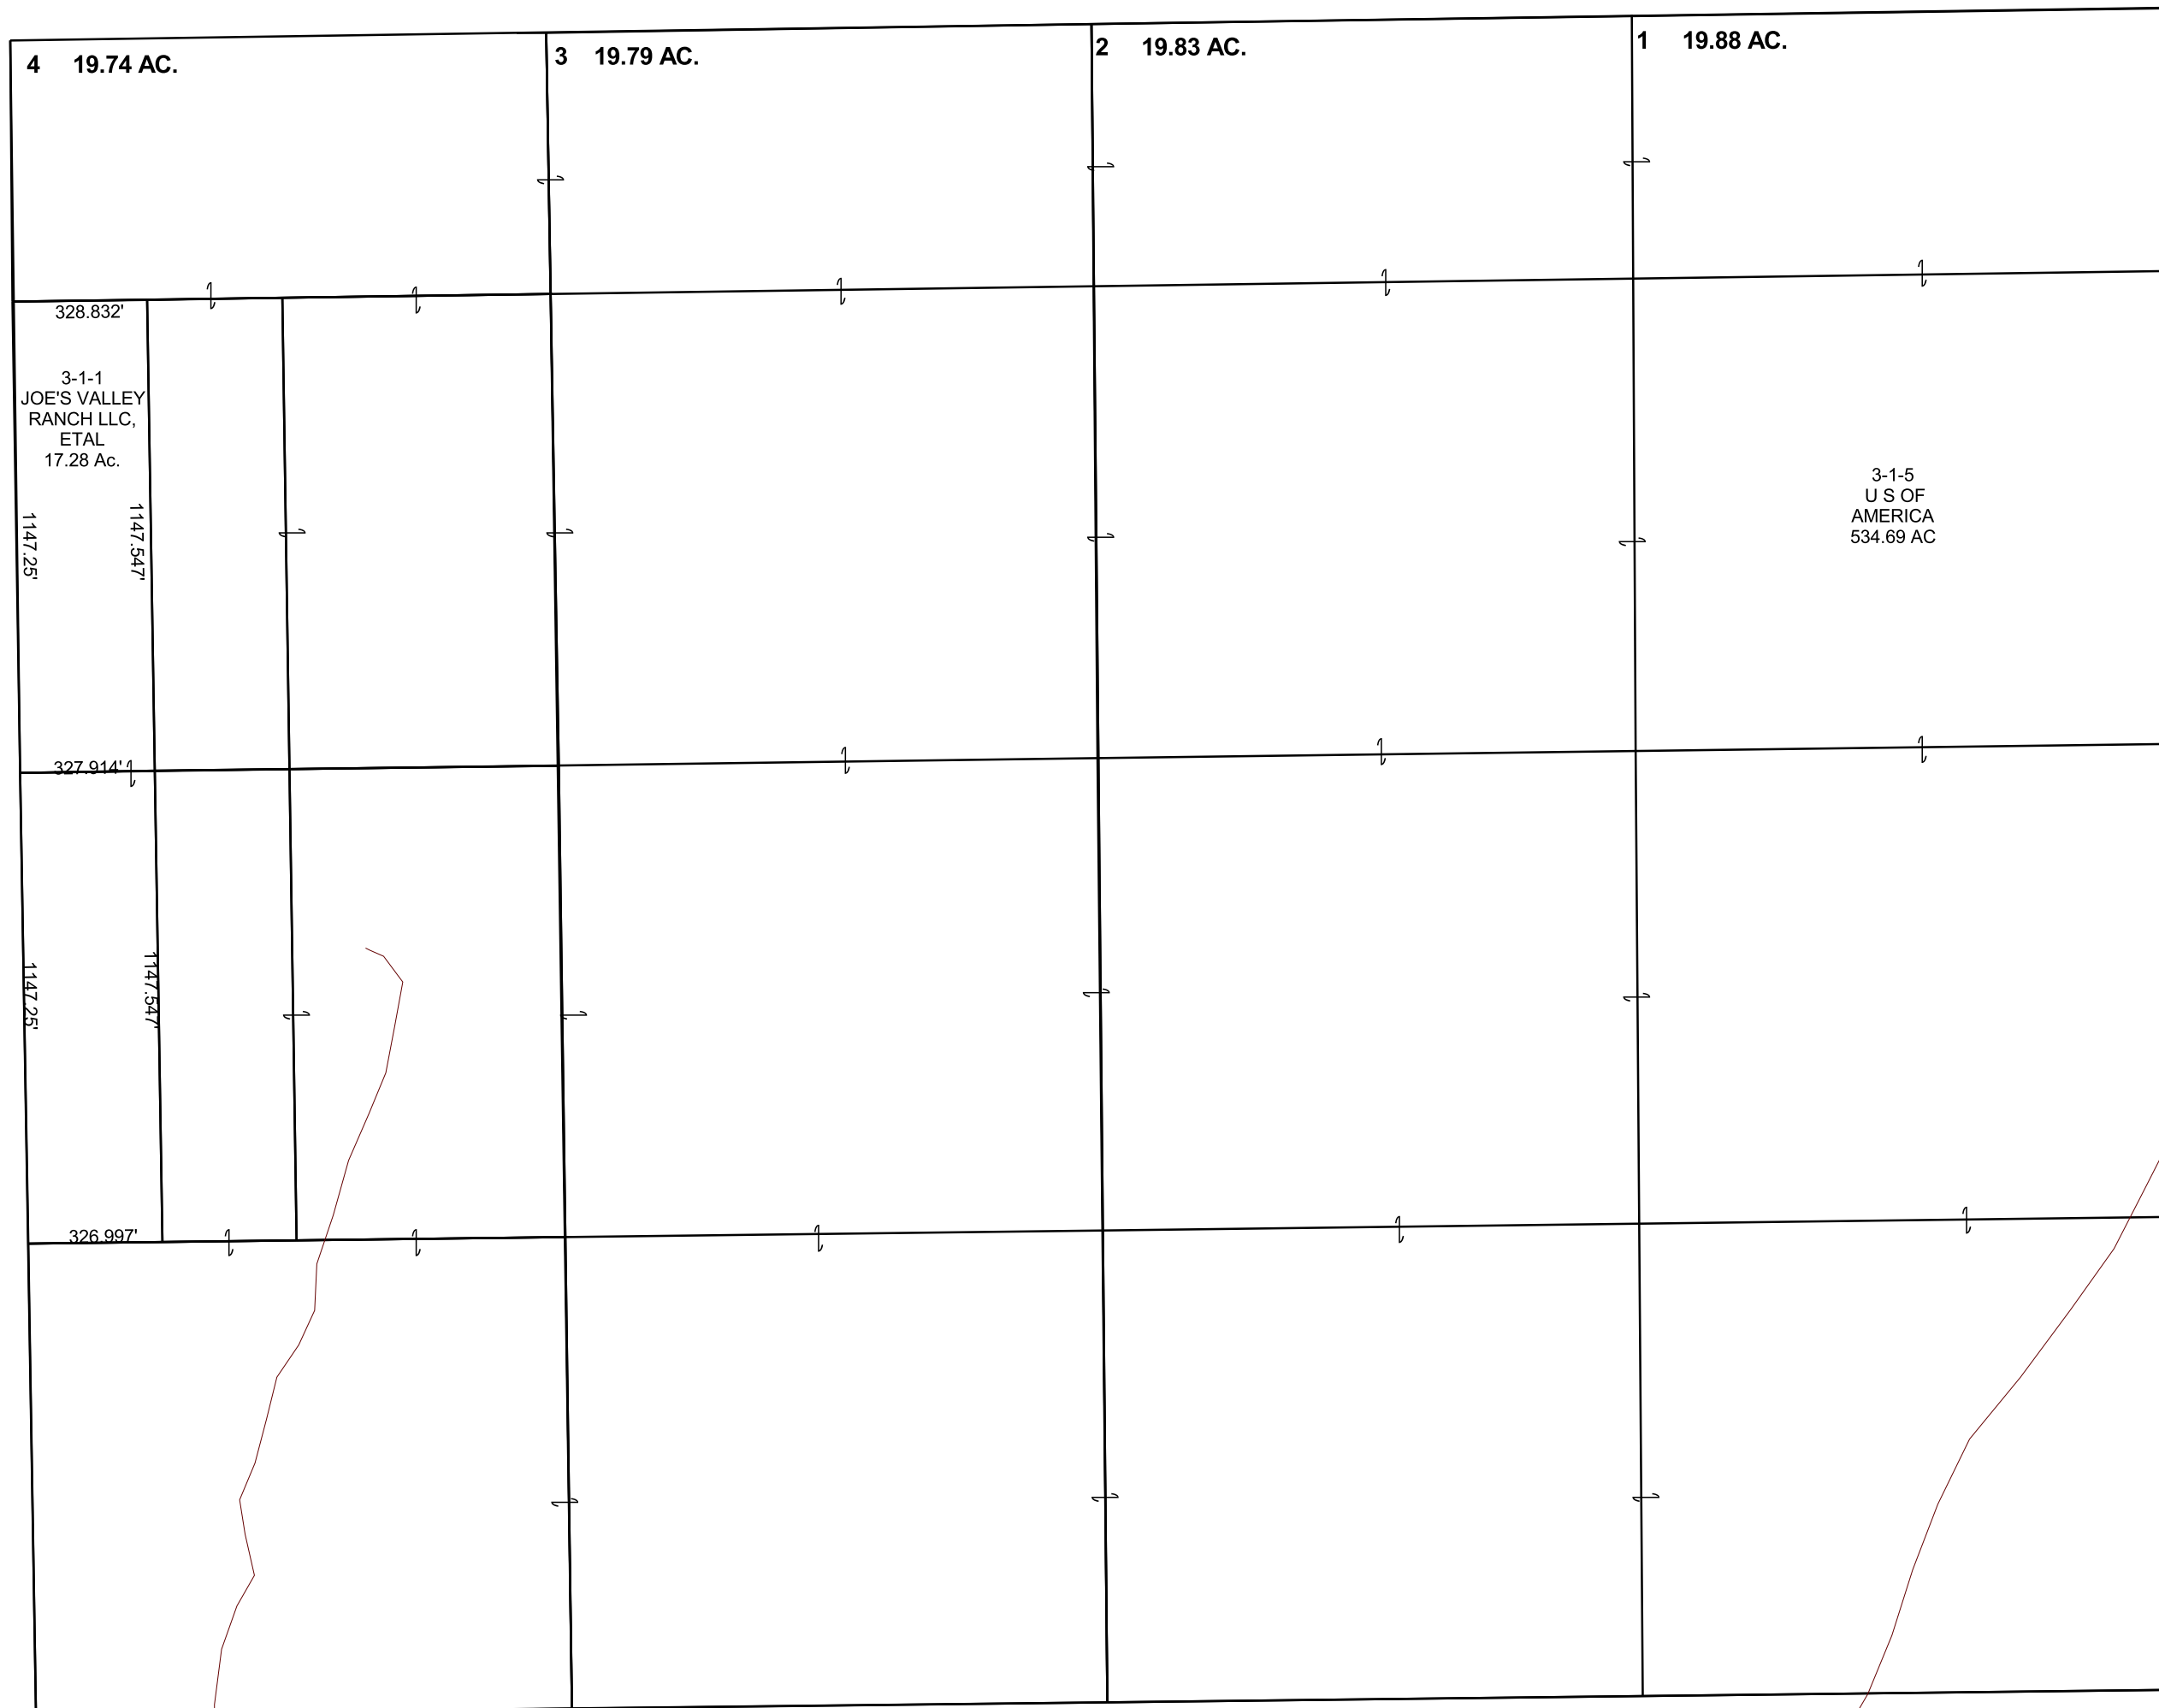 4 19.74 AC.
3 19.79 AC.
2 19.83 AC.
1 19.88 AC.
328.832'
3-1-1
JOE'S VALLEY
RANCH LLC,
ETAL
17.28 Ac.
1147.25'
1147.547'
3-1-5
U S OF
AMERICA
534.69 AC
327.914'
1147.25'
1147.547'
326.997'